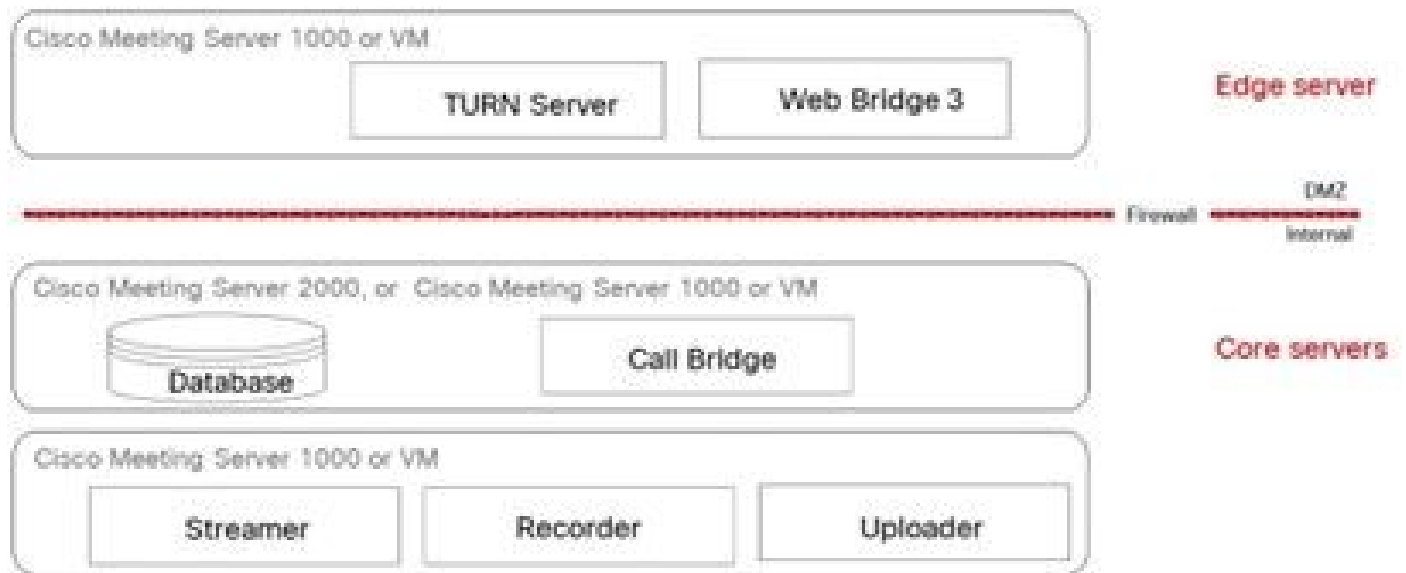 Cisco Meeting Server 1000 or VM
TURN Server
Web Bridge 3
Edge server
DMZ
Firewall
Internal
Cisco Meeting Server 2000, or Cisco Meeting Server 1000 or VM
Database
Call Bridge
Core servers
Cisco Meeting Server 1000 or VM
Streamer
Recorder
Uploader